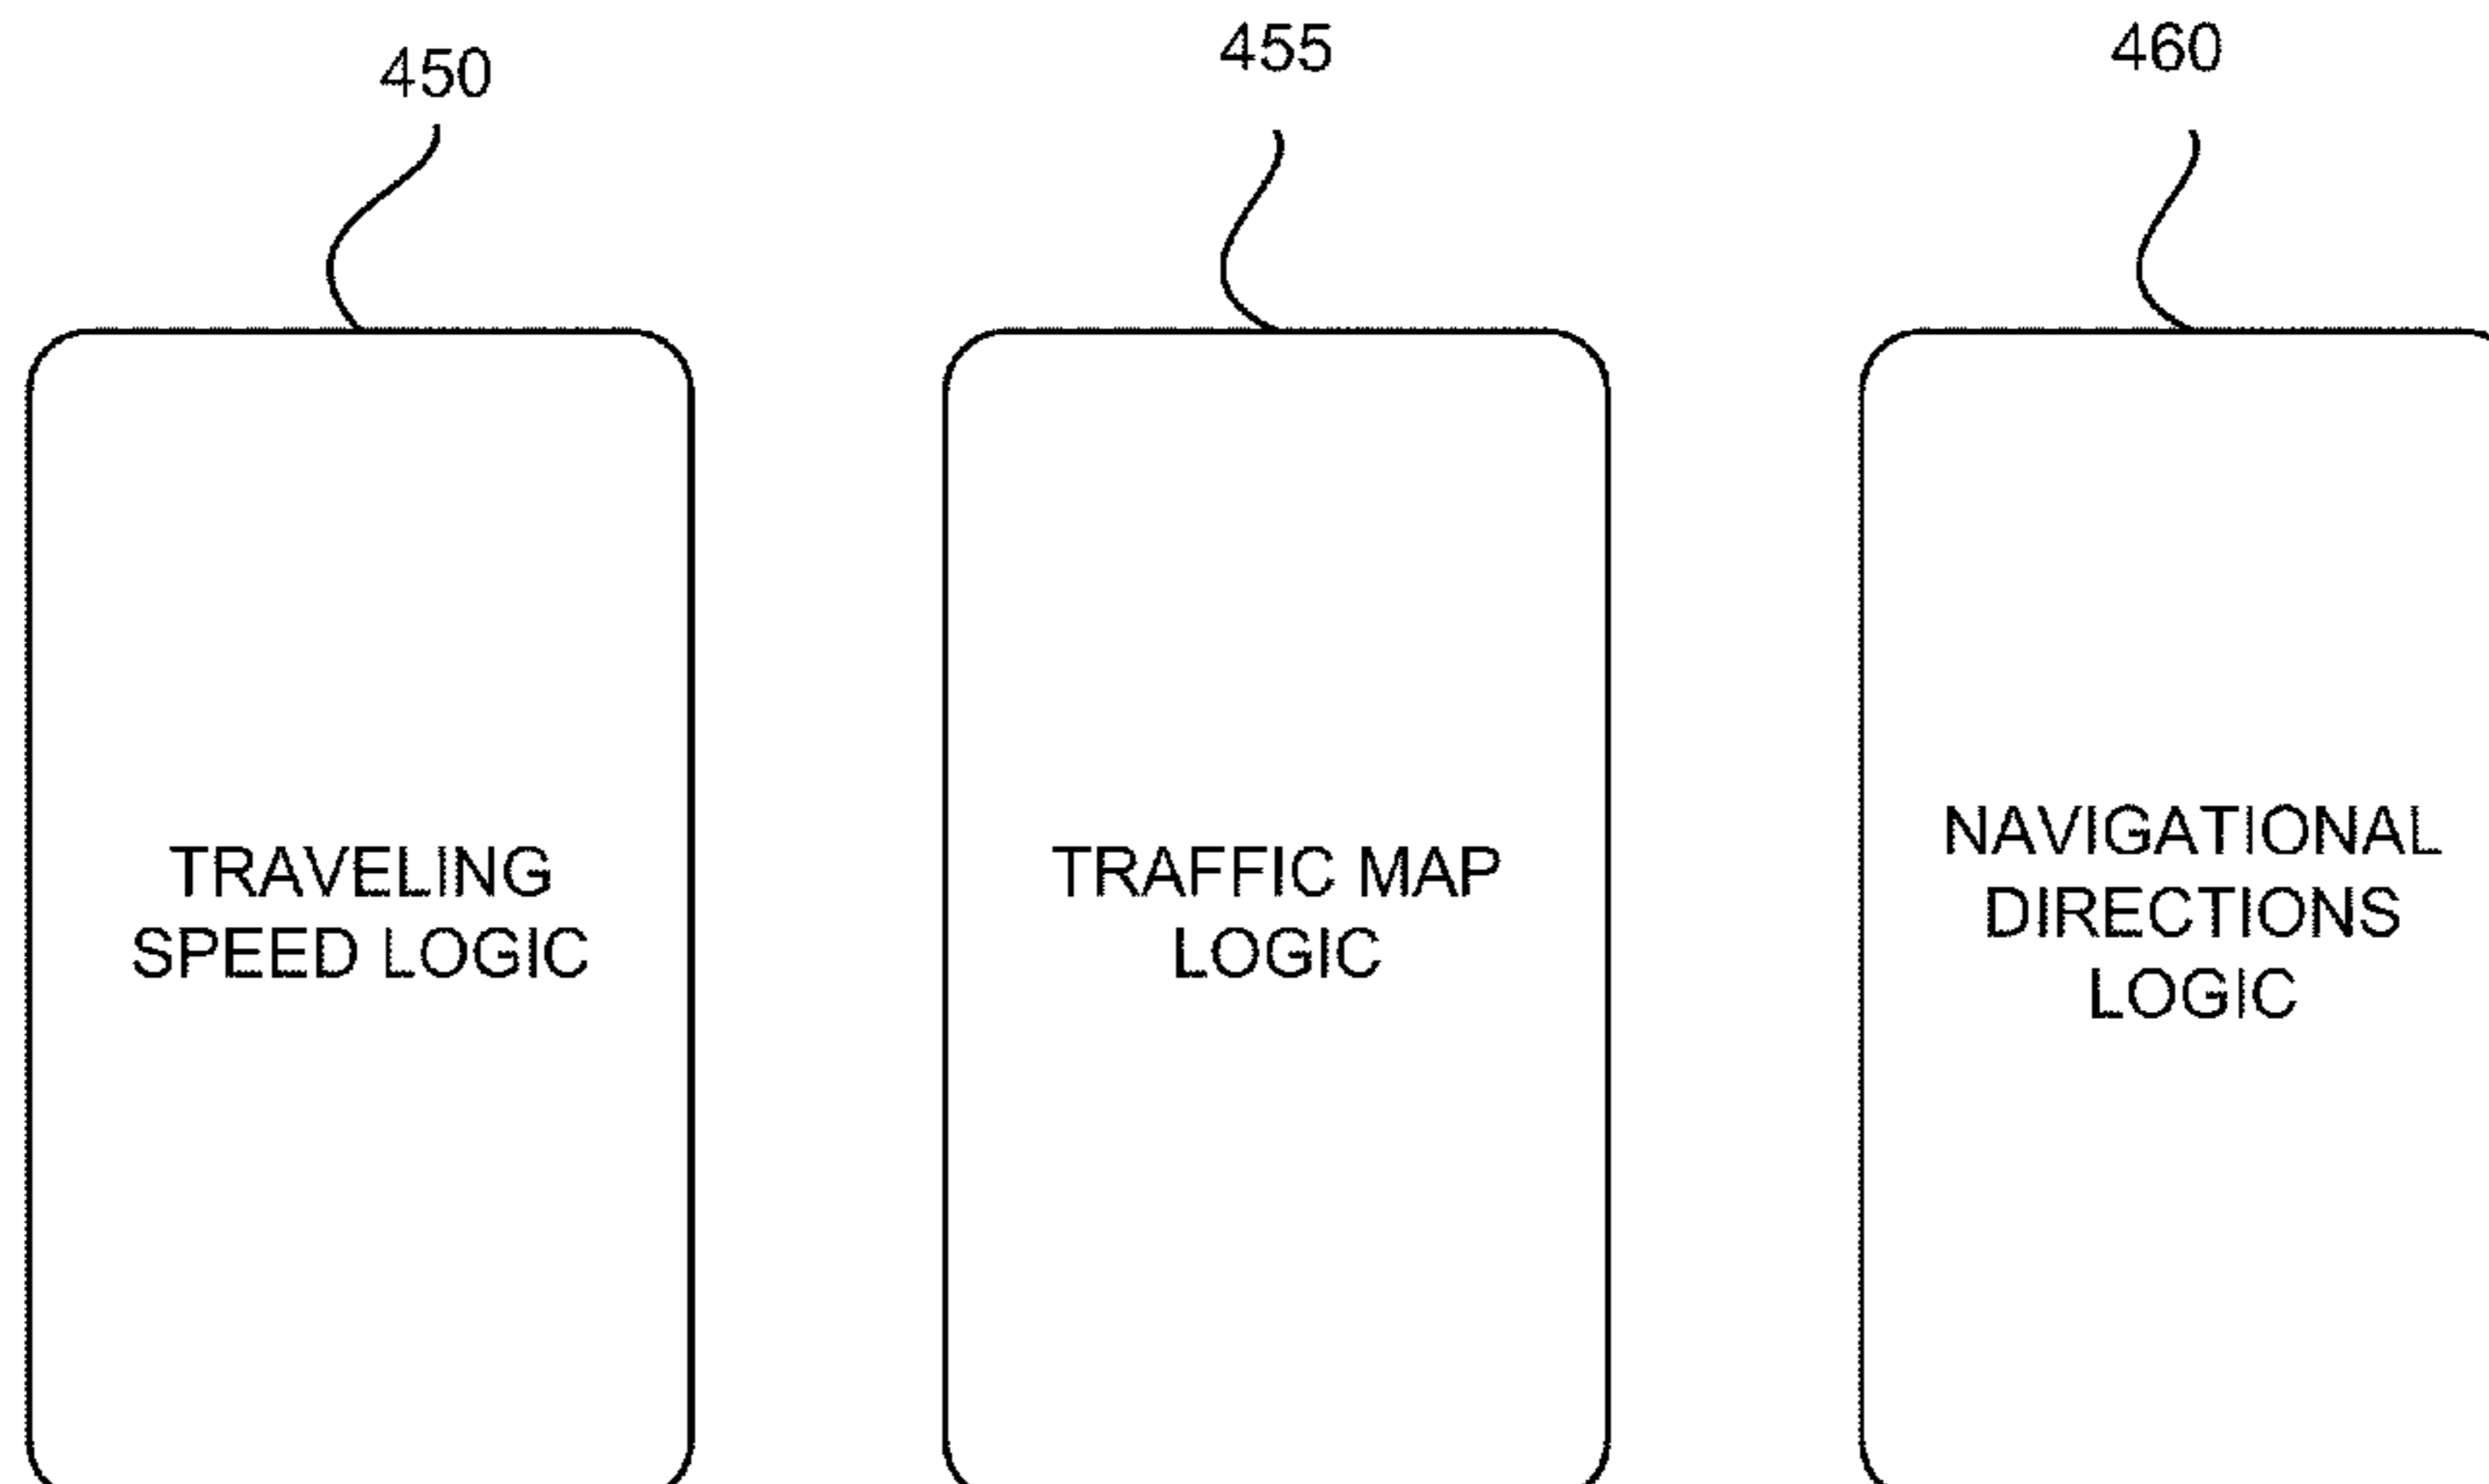 450
455
460
TRAVELING
SPEED LOGIC
TRAFFIC MAP
LOGIC
NAVIGATIONAL
DIRECTIONS
LOGIC